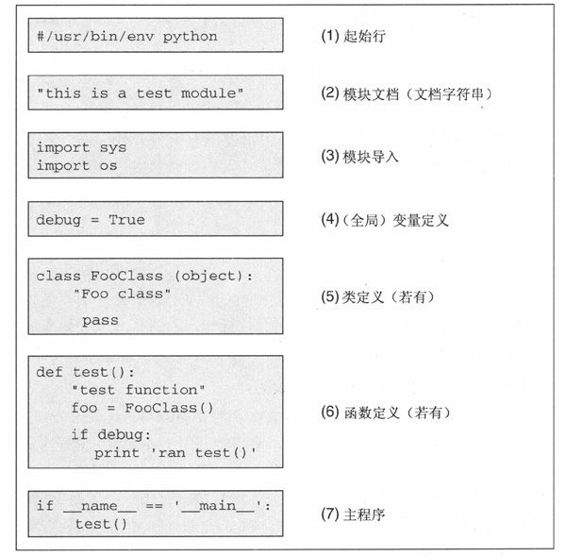 #/usr/bin/env python
(1) 起始行
"this is a test module"
(2) 模块文档（文档字符串）
import sys
import os
(3) 模块导入
debug = True
(4)（全局）变量定义
class FooClass (object):
"Foo class"
pass
(5) 类定义（若有）
def test():
"test function"
foo = FooClass()
if debug:
print 'ran test()'
(6) 函数定义（若有）
if __name__ == '__main__':
test()
(7) 主程序